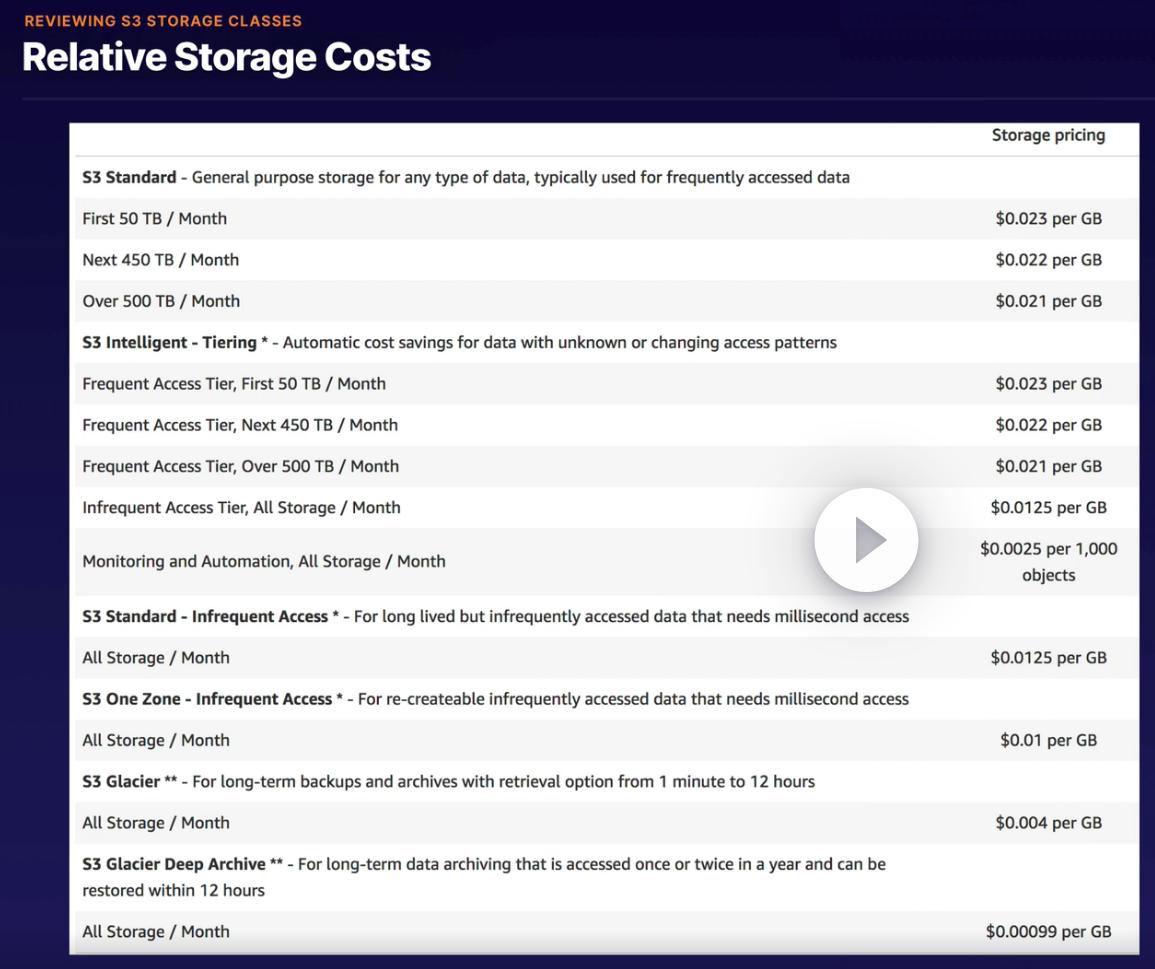 REVIEWING S3 STORAGE CLASSES
Relative Storage Costs
Storage pricing
S3 Standard - General purpose storage for any type of data, typically used for frequently accessed data
First 50 TB / Month $0.023 per GB
Next 450 TB / Month $0.022 per GB
Over 500 TB / Month $0.021 per GB
S3 Intelligent - Tiering * - Automatic cost savings for data with unknown or changing access patterns
Frequent Access Tier, First 50 TB / Month $0.023 per GB
Frequent Access Tier, Next 450 TB / Month $0.022 per GB
Frequent Access Tier, Over 500 TB / Month $0.021 per GB
Infrequent Access Tier, All Storage / Month $0.0125 per GB
Monitoring and Automation, All Storage / Month $0.0025 per 1,000
objects
S3 Standard - Infrequent Access * - For long lived but infrequently accessed data that needs millisecond access
All Storage / Month $0.0125 per GB
S3 One Zone - Infrequent Access * - For re-createable infrequently accessed data that needs millisecond access
All Storage / Month $0.01 per GB
S3 Glacier ** - For long-term backups and archives with retrieval option from 1 minute to 12 hours
All Storage / Month $0.004 per GB
S3 Glacier Deep Archive ** - For long-term data archiving that is accessed once or twice in a year and can be
restored within 12 hours
All Storage / Month $0.00099 per GB